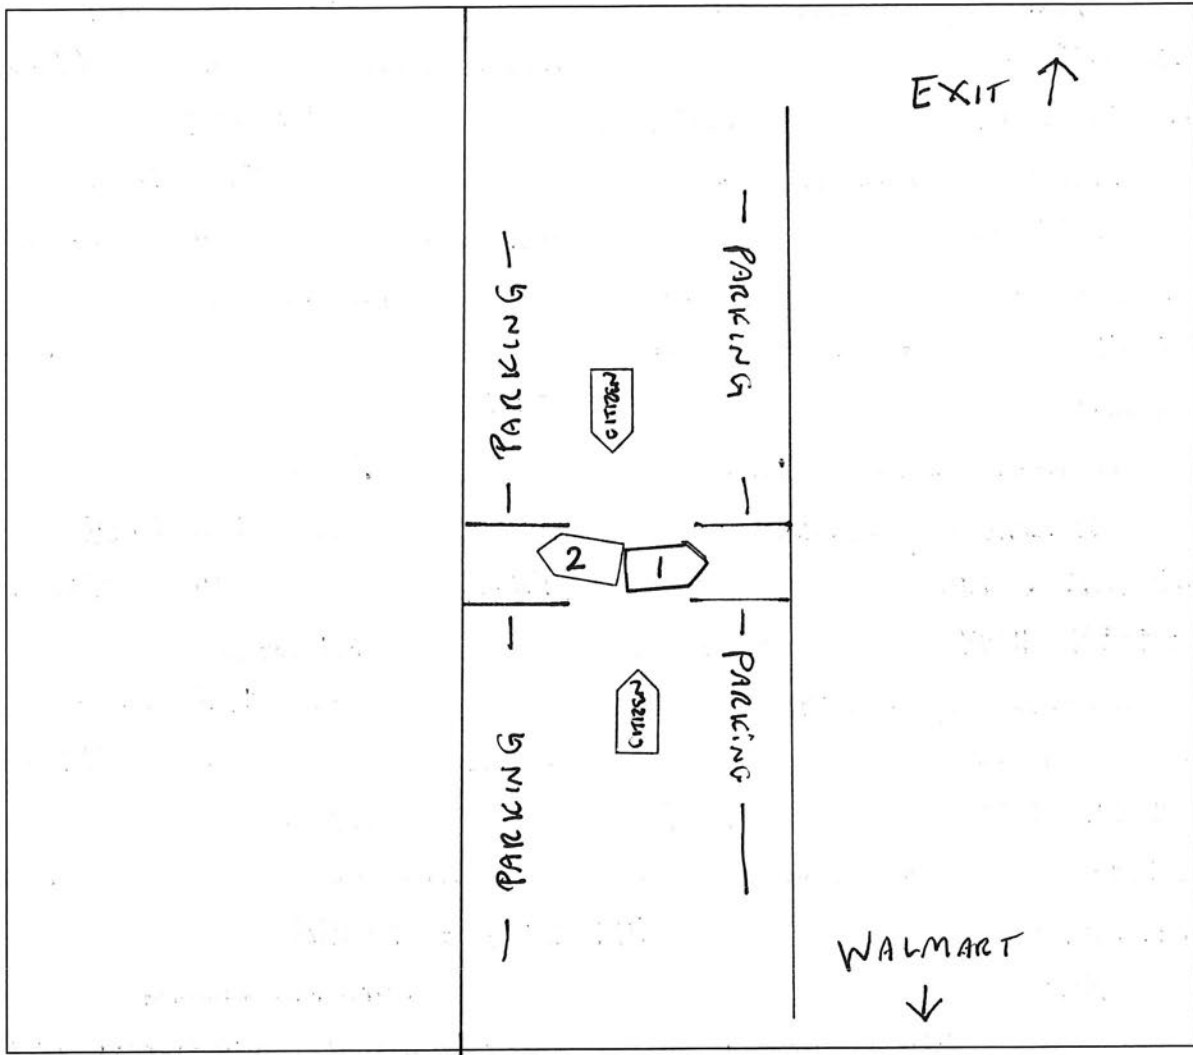 EXIT ↑
— PARKING —
— PARKING —
CITIZEN
2
1
— PARKING —
— PARKING —
CITIZEN
WALMART
↓